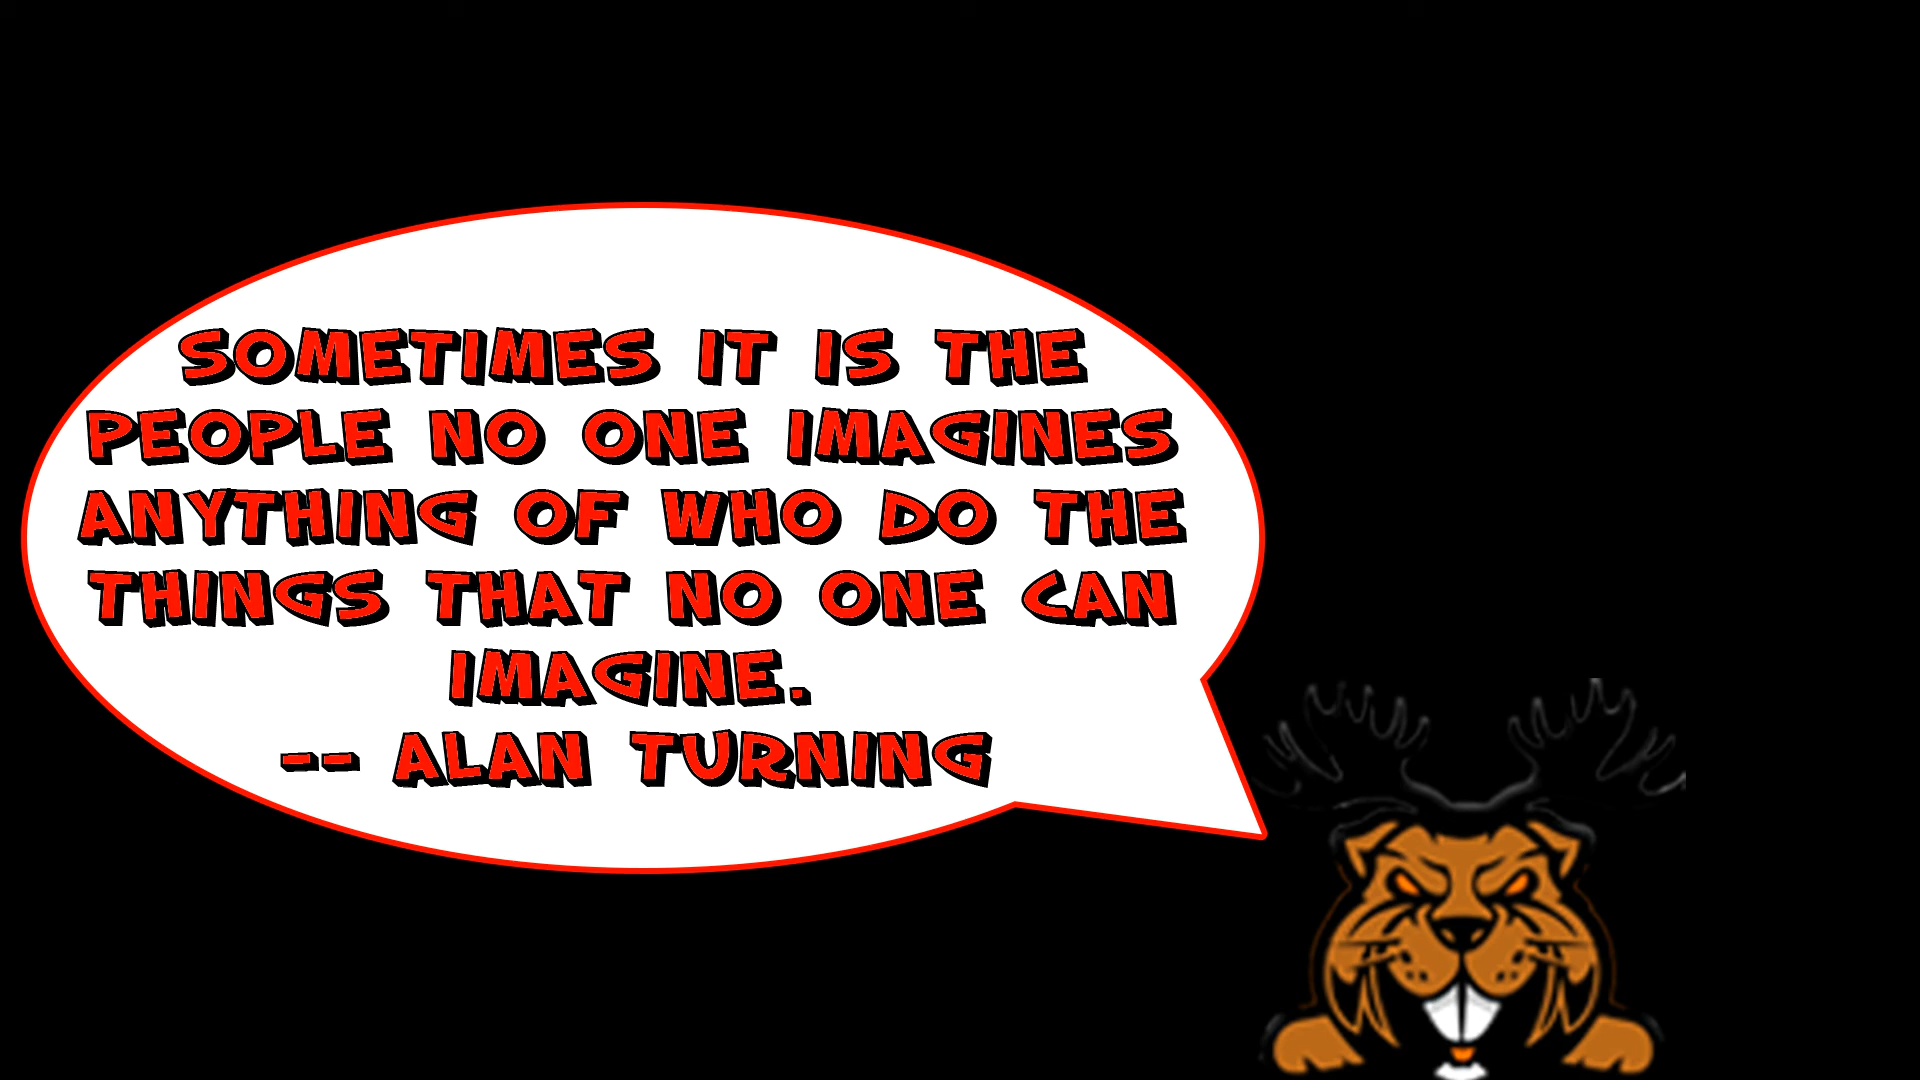 SOMETIMES IT IS THE
PEOPLE NO ONE IMAGINES
ANYTHING OF WHO DO THE
THINGS THAT NO ONE CAN
IMAGINE.
-- ALAN TURNING